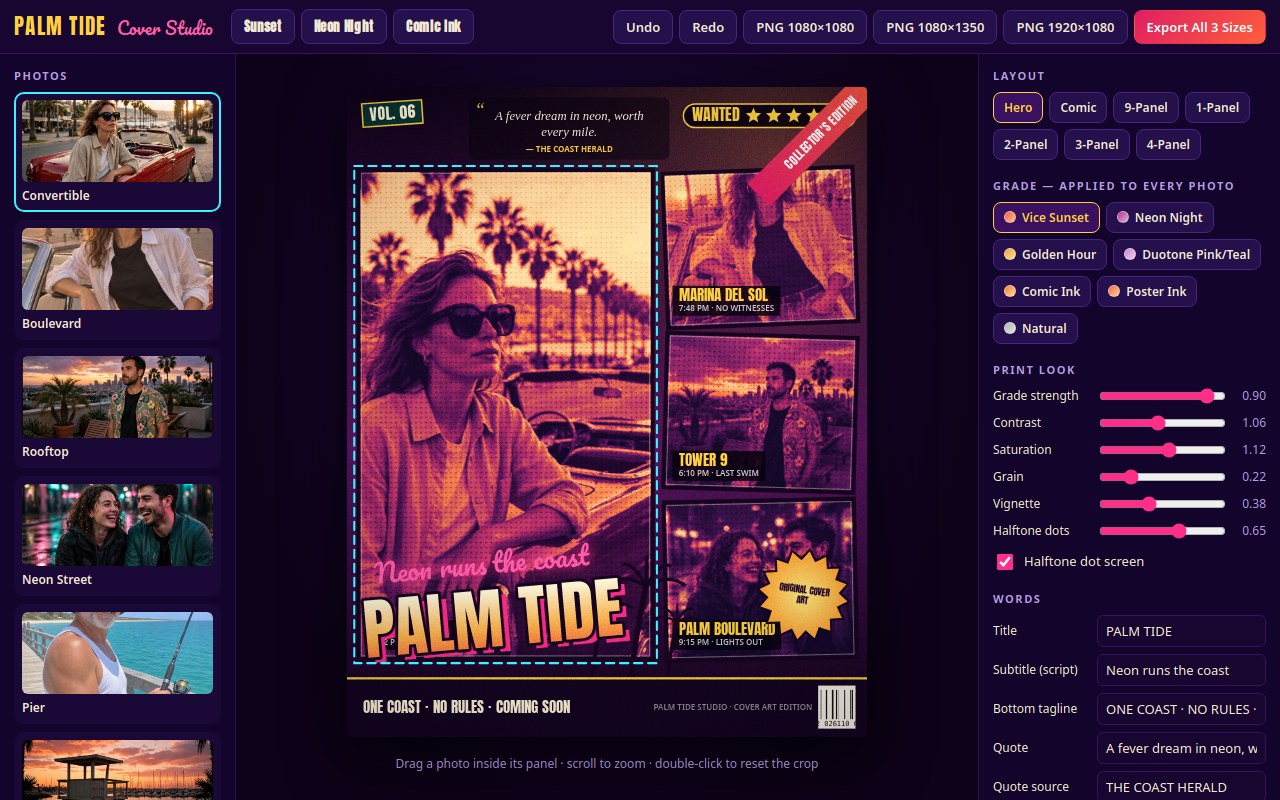 PALM TIDE Cover Studio
Sunset
Neon Night
Comic Ink
Undo
Redo
PNG 1080×1080
PNG 1080×1350
PNG 1920×1080
Export All 3 Sizes
PHOTOS
Convertible
Boulevard
Rooftop
Neon Street
Pier
VOL. 06
“
A fever dream in neon, worth
every mile.
— THE COAST HERALD
WANTED ★ ★ ★ ★
COLLECTOR'S EDITION
MARINA DEL SOL
7:48 PM · NO WITNESSES
TOWER 9
6:10 PM · LAST SWIM
PALM BOULEVARD
9:15 PM · LIGHTS OUT
ORIGINAL COVER
ART
Neon runs the coast
PALM TIDE
ONE COAST · NO RULES · COMING SOON
PALM TIDE STUDIO · COVER ART EDITION
026110
Drag a photo inside its panel · scroll to zoom · double-click to reset the crop
LAYOUT
Hero
Comic
9-Panel
1-Panel
2-Panel
3-Panel
4-Panel
GRADE — APPLIED TO EVERY PHOTO
Vice Sunset
Neon Night
Golden Hour
Duotone Pink/Teal
Comic Ink
Poster Ink
Natural
PRINT LOOK
Grade strength 0.90
Contrast 1.06
Saturation 1.12
Grain 0.22
Vignette 0.38
Halftone dots 0.65
Halftone dot screen
WORDS
Title PALM TIDE
Subtitle (script) Neon runs the coast
Bottom tagline ONE COAST · NO RULES ·
Quote A fever dream in neon, w
Quote source THE COAST HERALD